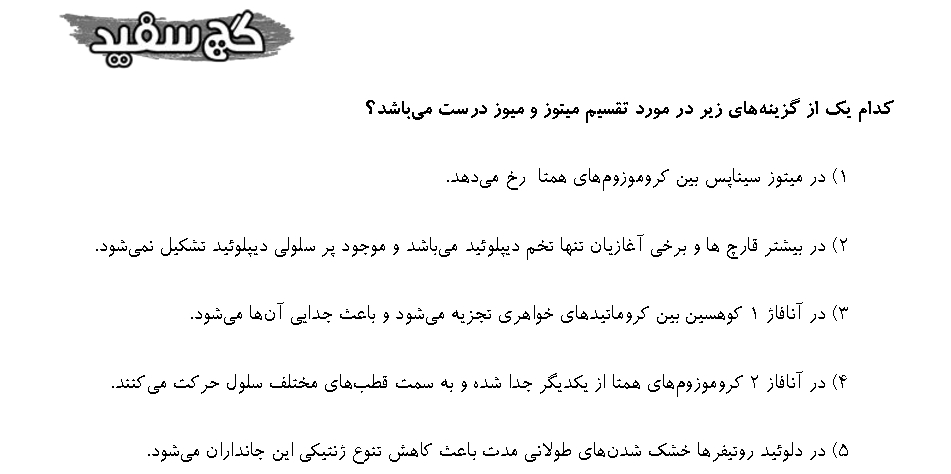 گچ سفید
کدام یک از گزینه‌های زیر در مورد تقسیم میتوز و میوز درست می‌باشد؟
۱) در میتوز سیناپس بین کروموزوم‌های همتا رخ می‌دهد.
۲) در بیشتر قارچ ها و برخی آغازیان تنها تخم دیپلوئید می‌باشد و موجود پر سلولی دیپلوئید تشکیل نمی‌شود.
۳) در آنافاژ ۱ کوهسین بین کروماتیدهای خواهری تجزیه می‌شود و باعث جدایی آن‌ها می‌شود.
۴) در آنافاز ۲ کروموزوم‌های همتا از یکدیگر جدا شده و به سمت قطب‌های مختلف سلول حرکت می‌کنند.
۵) در دلوئید روتیفرها خشک شدن‌های طولانی مدت باعث کاهش تنوع ژنتیکی این جانداران می‌شود.